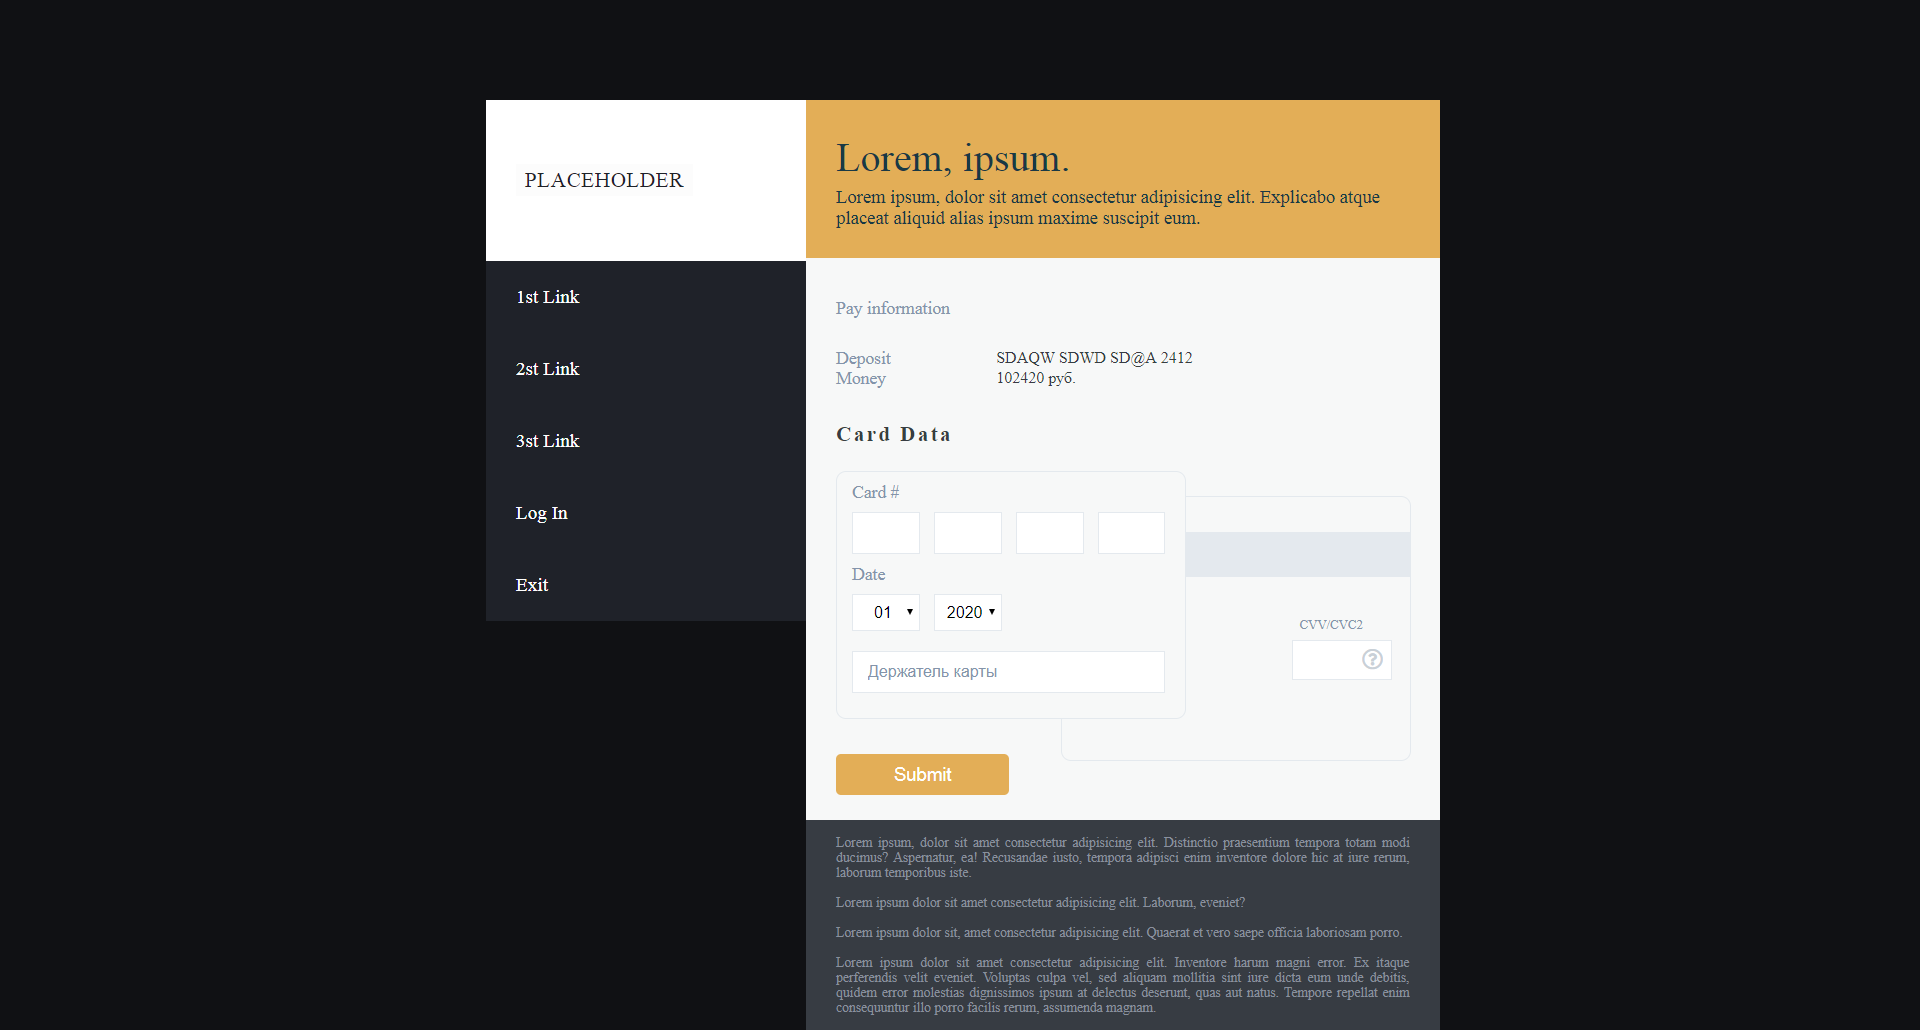 PLACEHOLDER
1st Link
2st Link
3st Link
Log In
Exit
Lorem, ipsum.
Lorem ipsum, dolor sit amet consectetur adipisicing elit. Explicabo atque
placeat aliquid alias ipsum maxime suscipit eum.
Pay information
Deposit SDAQW SDWD SD@A 2412
Money 102420 руб.
Card Data
Card #
Date
01 2020
CVV/CVC2
Держатель карты
Submit
Lorem ipsum, dolor sit amet consectetur adipisicing elit. Distinctio praesentium tempora totam modi
ducimus? Aspernatur, ea! Recusandae iusto, tempora adipisci enim inventore dolore hic at iure rerum,
laborum temporibus iste.
Lorem ipsum dolor sit amet consectetur adipisicing elit. Laborum, eveniet?
Lorem ipsum dolor sit, amet consectetur adipisicing elit. Quaerat et vero saepe officia laboriosam porro.
Lorem ipsum dolor sit amet consectetur adipisicing elit. Inventore harum magni error. Ex itaque
perferendis velit eveniet. Voluptas culpa vel, sed aliquam mollitia sint iure dicta eum unde debitis,
quidem error molestias dignissimos ipsum at delectus deserunt, quas aut natus. Tempore repellat enim
consequuntur illo porro facilis rerum, assumenda magnam.